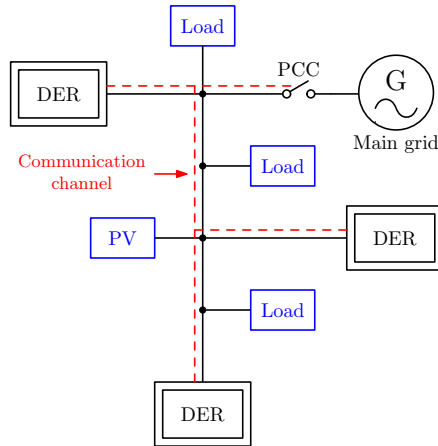 Load
PCC
DER
G
Main grid
Communication
channel
Load
PV
DER
Load
DER